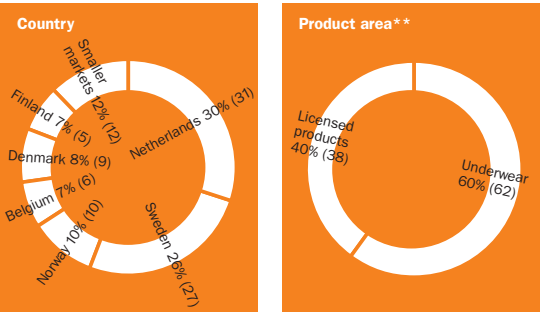 Country
Smaller
markets 12% (12)
Netherlands 30% (31)
Sweden 26% (27)
Norway 10% (10)
Belgium 7% (6)
Denmark 8% (9)
Finland 7% (5)
Product area**
Licensed
products
40% (38)
Underwear
60% (62)